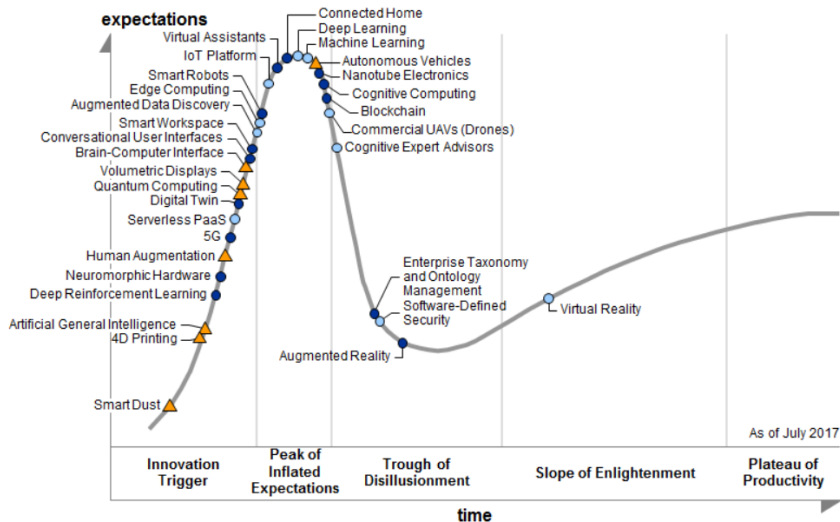 expectations
Connected Home
Deep Learning
Virtual Assistants
Machine Learning
IoT Platform
Autonomous Vehicles
Smart Robots
Nanotube Electronics
Edge Computing
Cognitive Computing
Augmented Data Discovery
Blockchain
Smart Workspace
Commercial UAVs (Drones)
Conversational User Interfaces
Cognitive Expert Advisors
Brain-Computer Interface
Volumetric Displays
Quantum Computing
Digital Twin
Serverless PaaS
5G
Human Augmentation
Neuromorphic Hardware
Deep Reinforcement Learning
Artificial General Intelligence
4D Printing
Smart Dust
Enterprise Taxonomy
and Ontology
Management
Software-Defined
Security
Augmented Reality
Virtual Reality
As of July 2017
Innovation
Trigger
Peak of
Inflated
Expectations
Trough of
Disillusionment
Slope of Enlightenment
Plateau of
Productivity
time